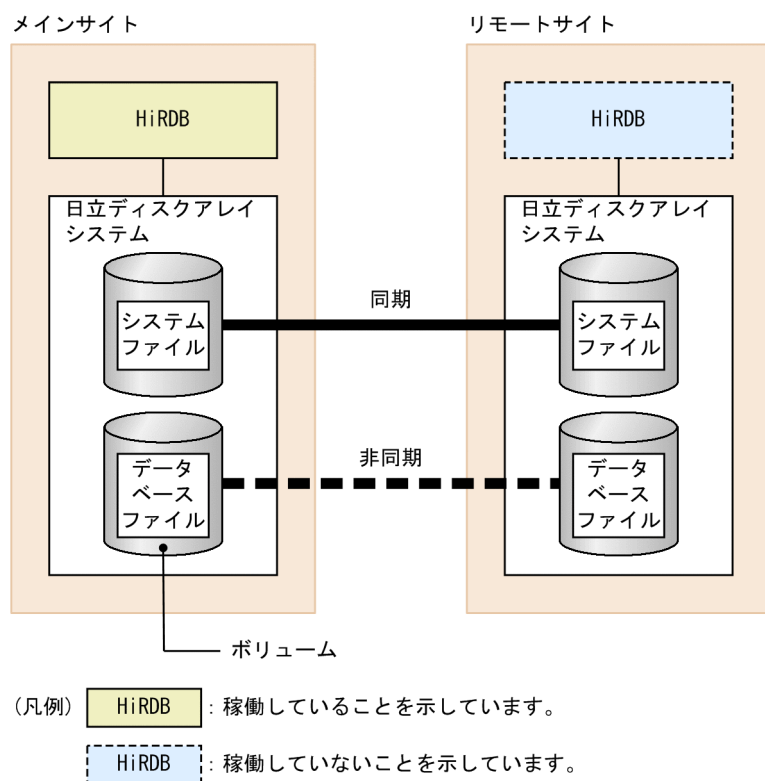 メインサイト
リモートサイト
HiRDB
HiRDB
日立ディスクアレイ
システム
日立ディスクアレイ
システム
システム
ファイル
同期
システム
ファイル
データ
ベース
ファイル
非同期
データ
ベース
ファイル
ボリューム
(凡例) HiRDB :稼働していることを示しています。
HiRDB :稼働していないことを示しています。